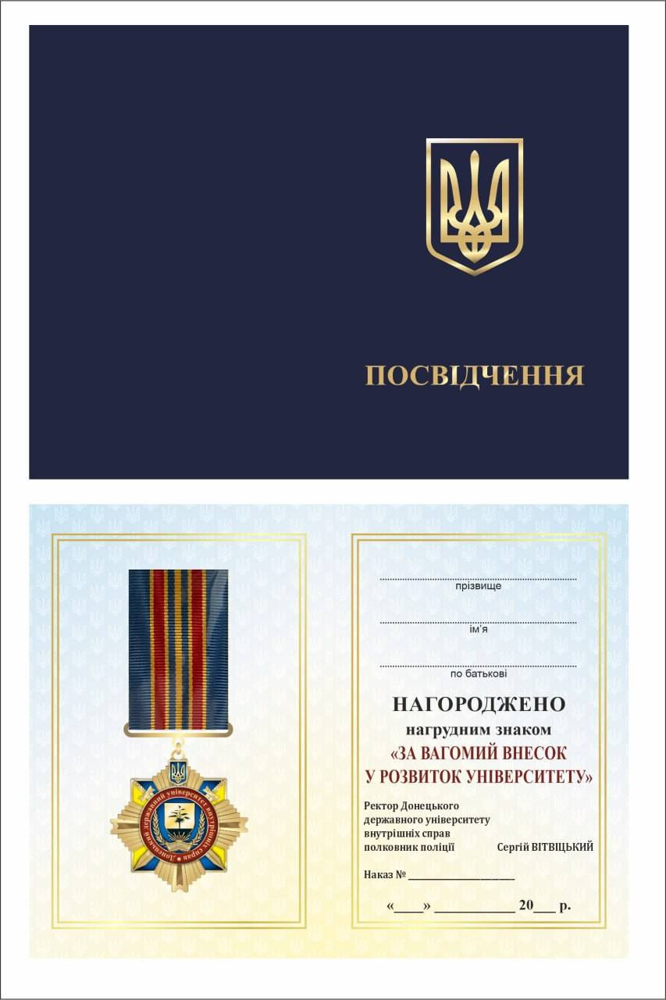 ПОСВІДЧЕННЯ
Донецький державний університет внутрішніх справ
прізвище
ім'я
по батькові
НАГОРОДЖЕНО
нагрудним знаком
«ЗА ВАГОМИЙ ВНЕСОК
У РОЗВИТОК УНІВЕРСИТЕТУ»
Ректор Донецького
державного університету
внутрішніх справ
полковник поліції Сергій ВІТВІЦЬКИЙ
Наказ № ___________________
«____» ___________ 20___ р.